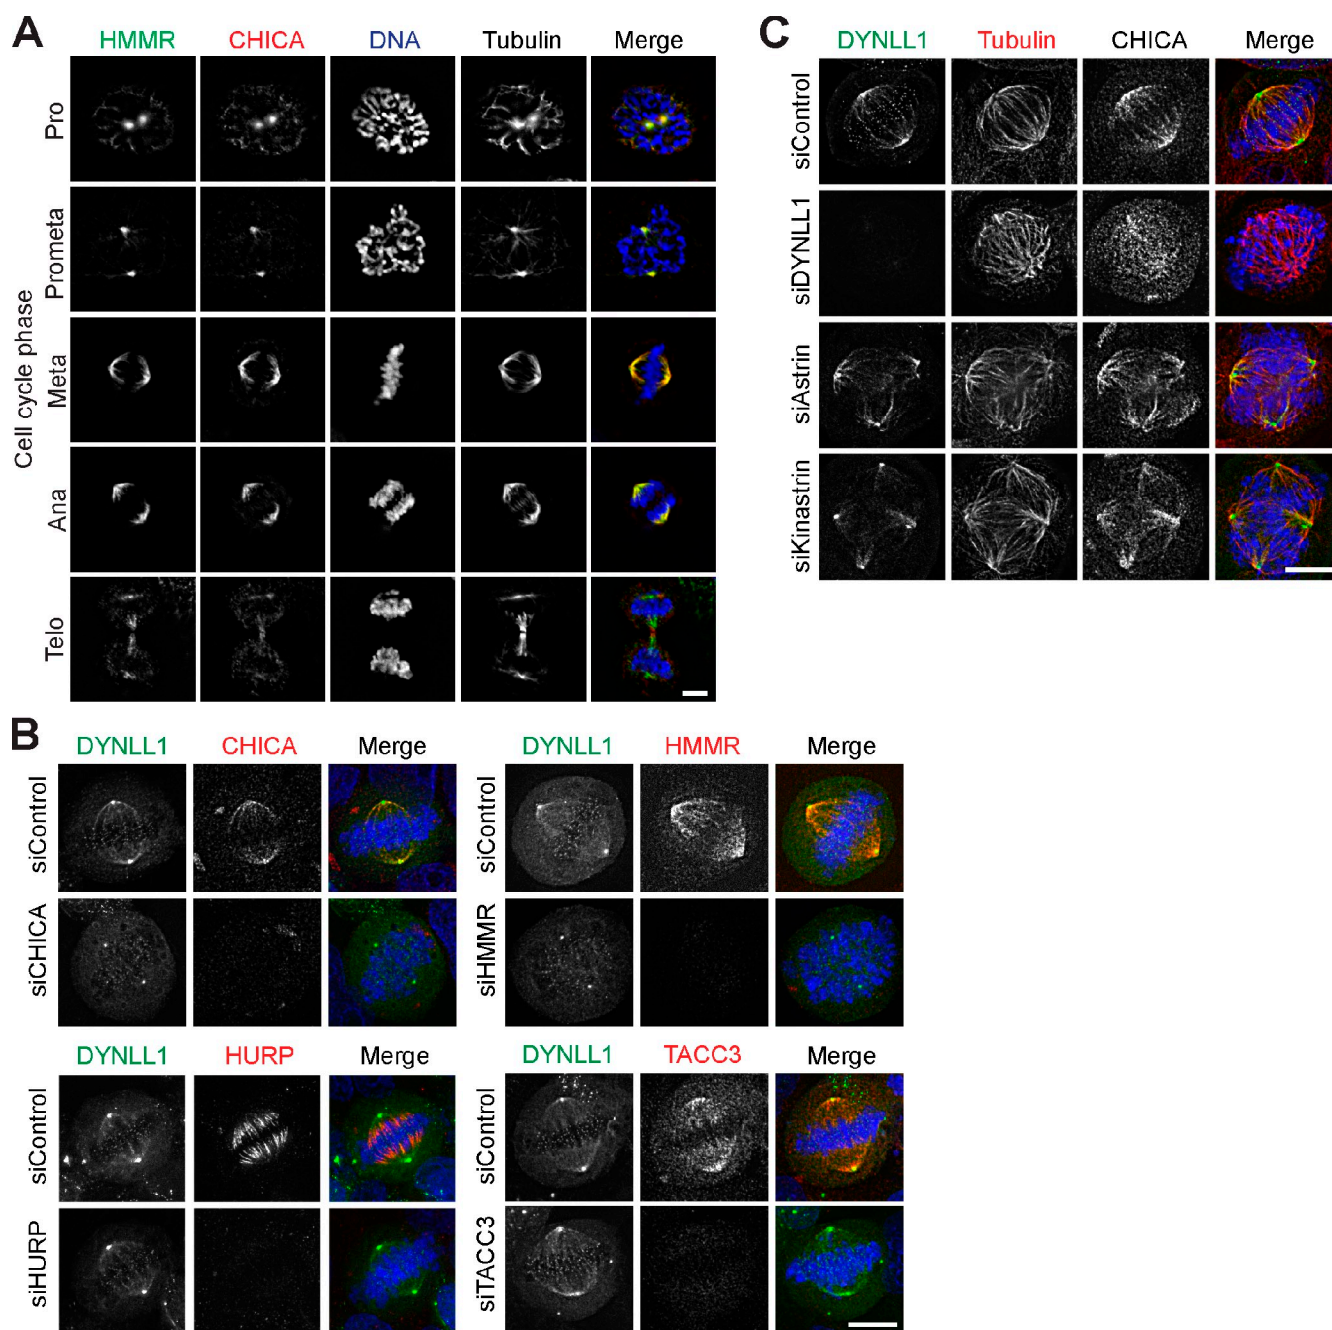 A
HMMR CHICA DNA Tubulin Merge
Cell cycle phase
Pro
Prometa
Meta
Ana
Telo
C
DYNLL1 Tubulin CHICA Merge
siControl
siDYNLL1
siAstrin
siKinastrin
B
DYNLL1 CHICA Merge
siControl
siCHICA
DYNLL1 HMMR Merge
siControl
siHMMR
DYNLL1 HURP Merge
siControl
siHURP
DYNLL1 TACC3 Merge
siControl
siTACC3